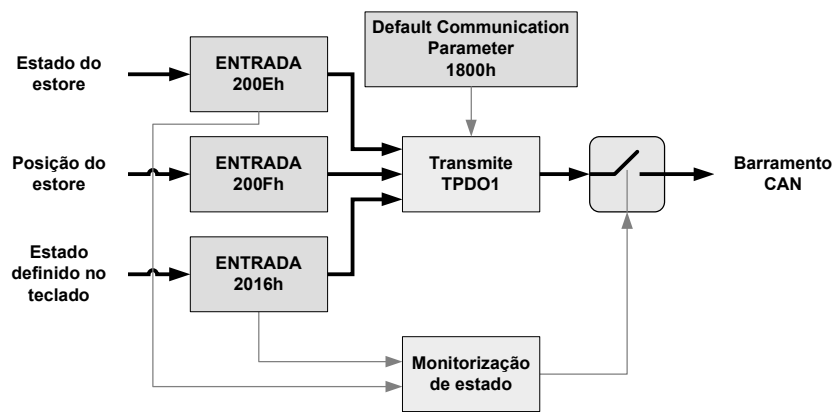 Default Communication
Parameter
1800h
Estado do
estore
ENTRADA
200Eh
Posição do
estore
ENTRADA
200Fh
Transmite
TPDO1
Barramento
CAN
Estado
definido no
teclado
ENTRADA
2016h
Monitorização
de estado